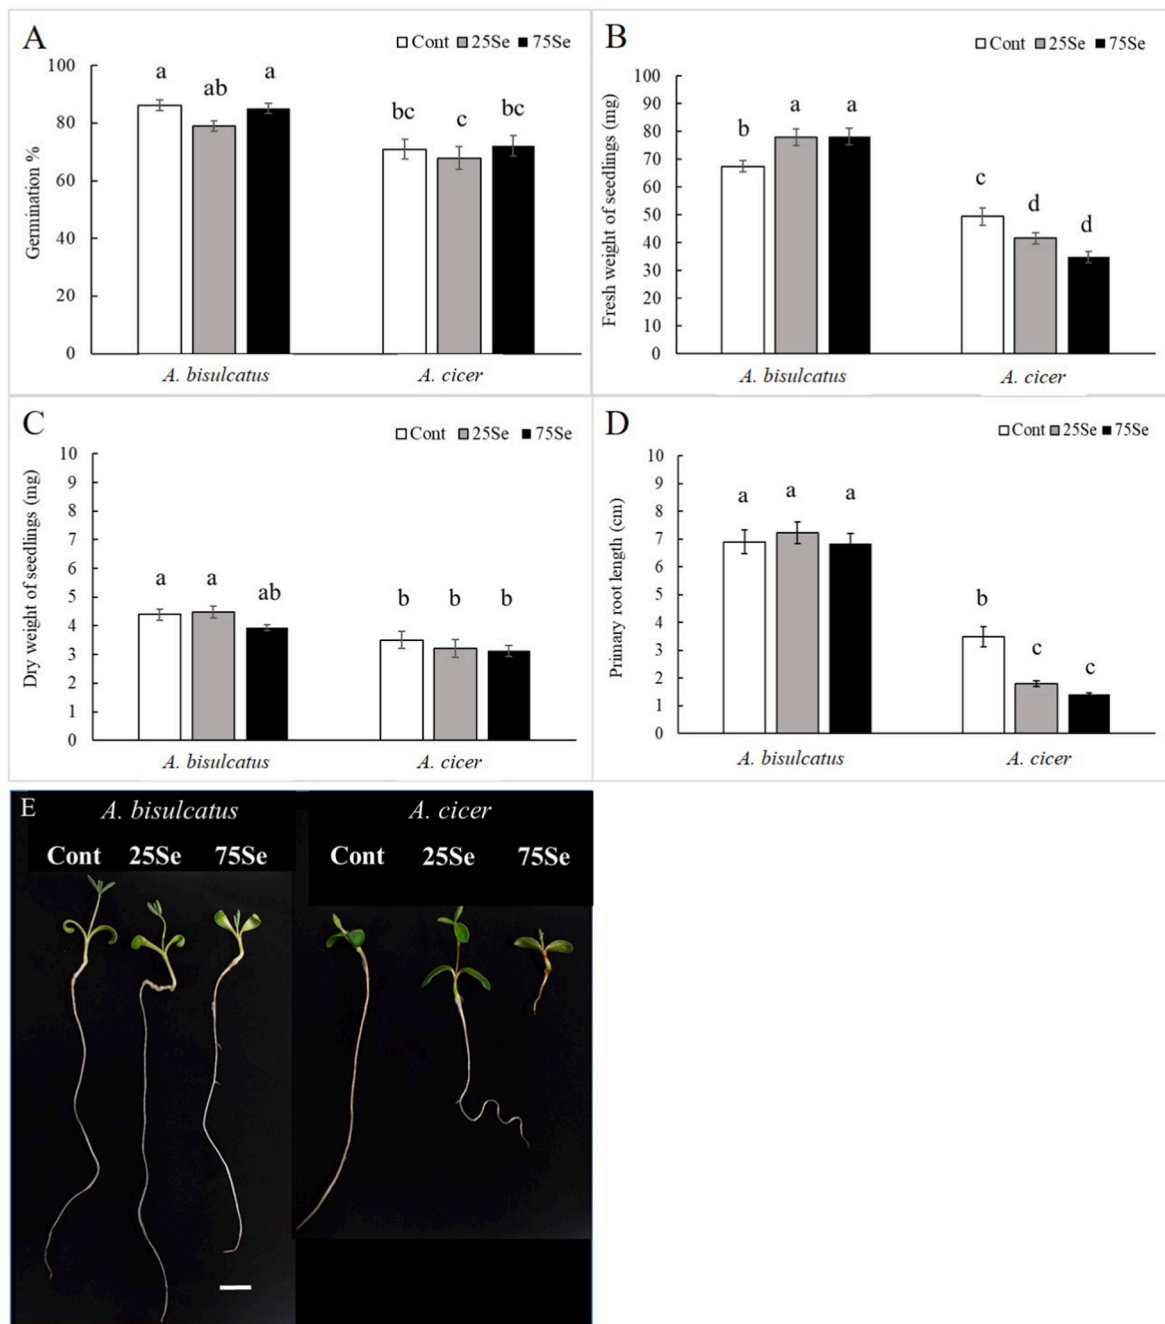 A
Cont 25Se 75Se
Germination %
100
80
60
40
20
0
a
ab
a
bc
c
bc
A. bisulcatus
A. cicer
B
Cont 25Se 75Se
Fresh weight of seedlings (mg)
100
90
80
70
60
50
40
30
20
10
0
b
a
a
c
d
d
A. bisulcatus
A. cicer
C
Cont 25Se 75Se
Dry weight of seedlings (mg)
10
9
8
7
6
5
4
3
2
1
0
a
a
ab
b
b
b
A. bisulcatus
A. cicer
D
Cont 25Se 75Se
Primary root length (cm)
10
9
8
7
6
5
4
3
2
1
0
a
a
a
b
c
c
A. bisulcatus
A. cicer
E
A. bisulcatus
Cont 25Se 75Se
A. cicer
Cont 25Se 75Se